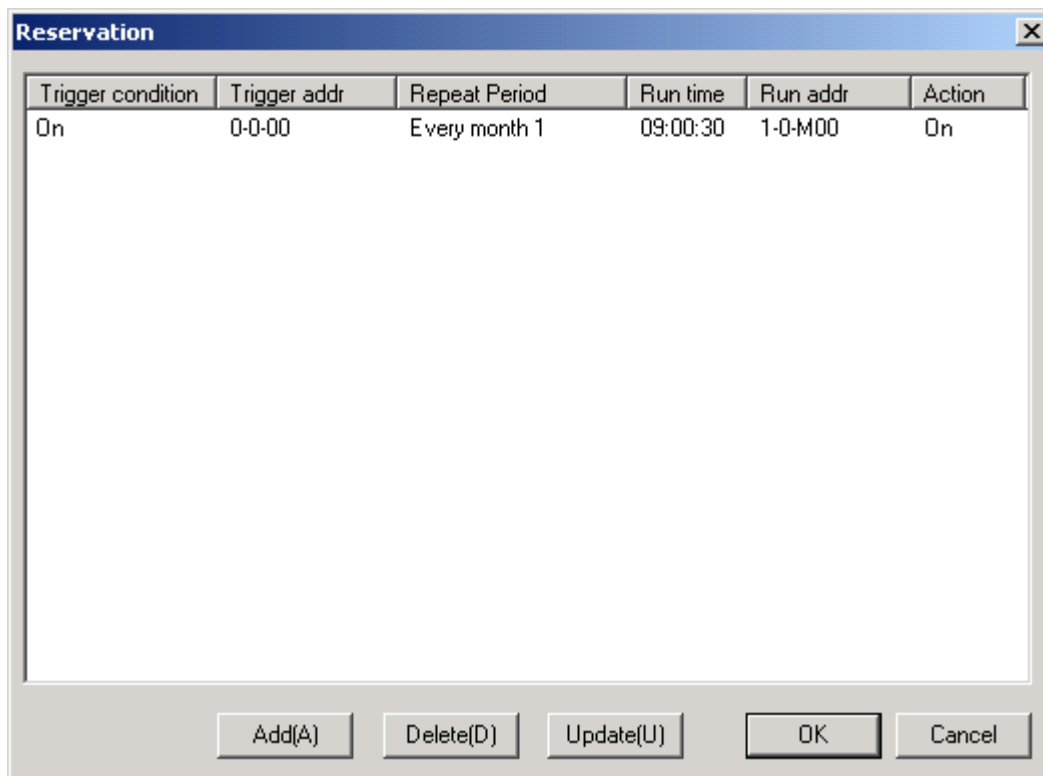 Reservation
Trigger condition Trigger addr Repeat Period Run time Run addr Action
On 0-0-00 Every month 1 09:00:30 1-0-M00 On
Add(A) Delete(D) Update(U) OK Cancel